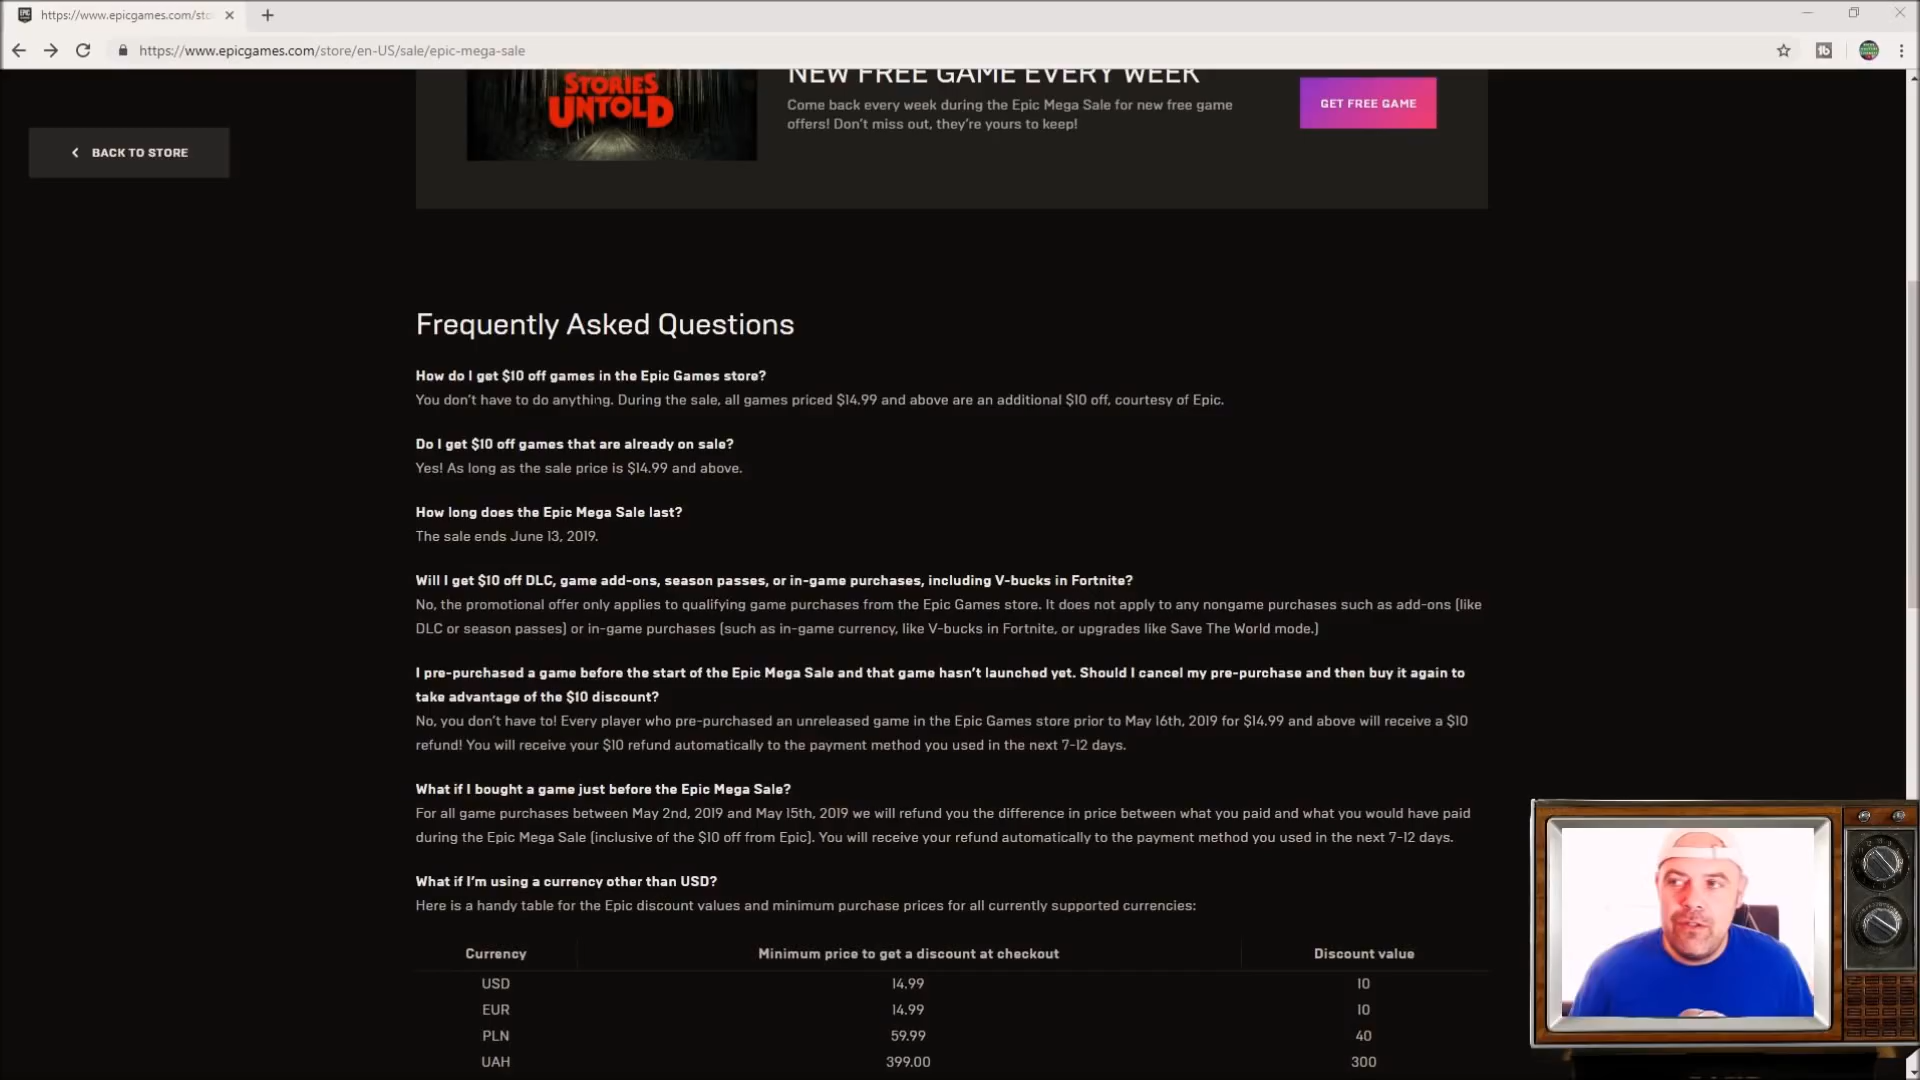 https://www.epicgames.com/sto
https://www.epicgames.com/store/en-US/sale/epic-mega-sale
STORIES
UNTOLD
NEW FREE GAME EVERY WEEK
Come back every week during the Epic Mega Sale for new free game
offers! Don't miss out, they're yours to keep!
GET FREE GAME
BACK TO STORE
Frequently Asked Questions
How do I get $10 off games in the Epic Games store?
You don't have to do anything. During the sale, all games priced $14.99 and above are an additional $10 off, courtesy of Epic.
Do I get $10 off games that are already on sale?
Yes! As long as the sale price is $14.99 and above.
How long does the Epic Mega Sale last?
The sale ends June 13, 2019.
Will I get $10 off DLC, game add-ons, season passes, or in-game purchases, including V-bucks in Fortnite?
No, the promotional offer only applies to qualifying game purchases from the Epic Games store. It does not apply to any nongame purchases such as add-ons (like
DLC or season passes) or in-game purchases (such as in-game currency, like V-bucks in Fortnite, or upgrades like Save The World mode.)
I pre-purchased a game before the start of the Epic Mega Sale and that game hasn't launched yet. Should I cancel my pre-purchase and then buy it again to
take advantage of the $10 discount?
No, you don't have to! Every player who pre-purchased an unreleased game in the Epic Games store prior to May 16th, 2019 for $14.99 and above will receive a $10
refund! You will receive your $10 refund automatically to the payment method you used in the next 7-12 days.
What if I bought a game just before the Epic Mega Sale?
For all game purchases between May 2nd, 2019 and May 15th, 2019 we will refund you the difference in price between what you paid and what you would have paid
during the Epic Mega Sale (inclusive of the $10 off from Epic). You will receive your refund automatically to the payment method you used in the next 7-12 days.
What if I'm using a currency other than USD?
Here is a handy table for the Epic discount values and minimum purchase prices for all currently supported currencies:
Currency Minimum price to get a discount at checkout Discount value
USD 14.99 10
EUR 14.99 10
PLN 59.99 40
UAH 399.00 300